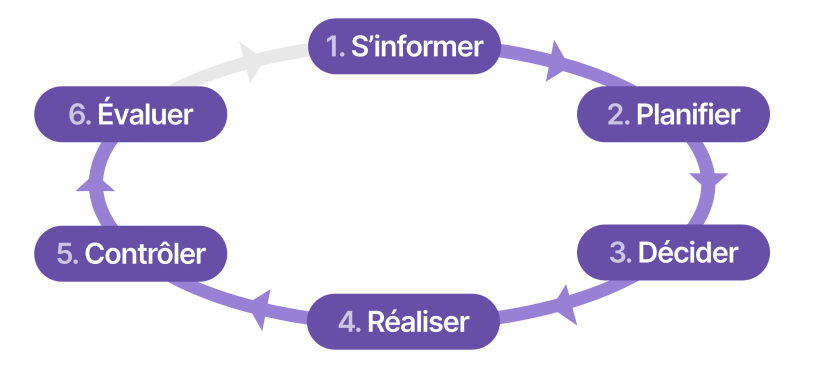 1. S’informer
2. Planifier
3. Décider
4. Réaliser
5. Contrôler
6. Évaluer